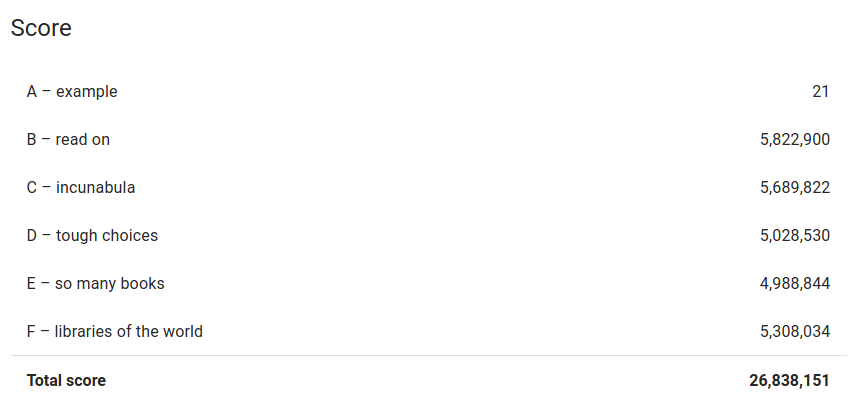 Score
A – example 21
B – read on 5,822,900
C – incunabula 5,689,822
D – tough choices 5,028,530
E – so many books 4,988,844
F – libraries of the world 5,308,034
Total score 26,838,151